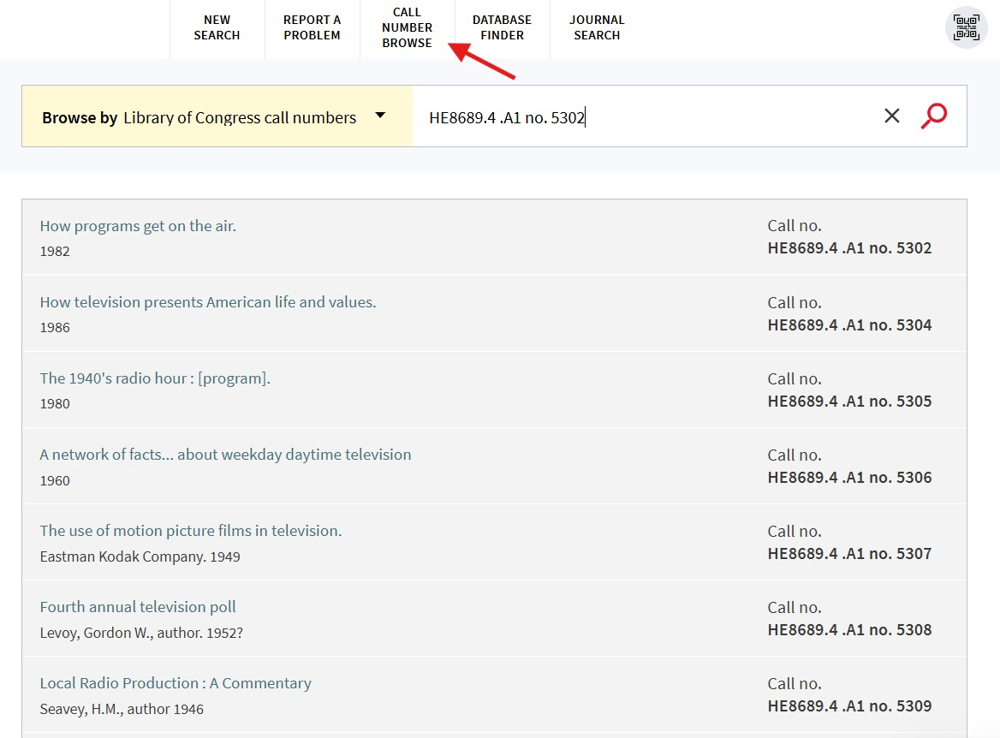 NEW SEARCH
REPORT A PROBLEM
CALL NUMBER BROWSE
DATABASE FINDER
JOURNAL SEARCH
Browse by Library of Congress call numbers
HE8689.4 .A1 no. 5302
How programs get on the air.
1982
Call no.
HE8689.4 .A1 no. 5302
How television presents American life and values.
1986
Call no.
HE8689.4 .A1 no. 5304
The 1940's radio hour : [program].
1980
Call no.
HE8689.4 .A1 no. 5305
A network of facts... about weekday daytime television
1960
Call no.
HE8689.4 .A1 no. 5306
The use of motion picture films in television.
Eastman Kodak Company. 1949
Call no.
HE8689.4 .A1 no. 5307
Fourth annual television poll
Levoy, Gordon W., author. 1952?
Call no.
HE8689.4 .A1 no. 5308
Local Radio Production : A Commentary
Seavey, H.M., author 1946
Call no.
HE8689.4 .A1 no. 5309